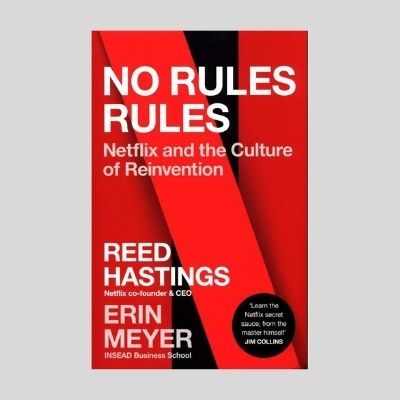 NO RULES
RULES
Netflix and the Culture
of Reinvention
REED
HASTINGS
Netflix co-founder & CEO
ERIN
MEYER
INSEAD Business School
'Learn the
Netflix secret
sauce, from the
master himself'
JIM COLLINS